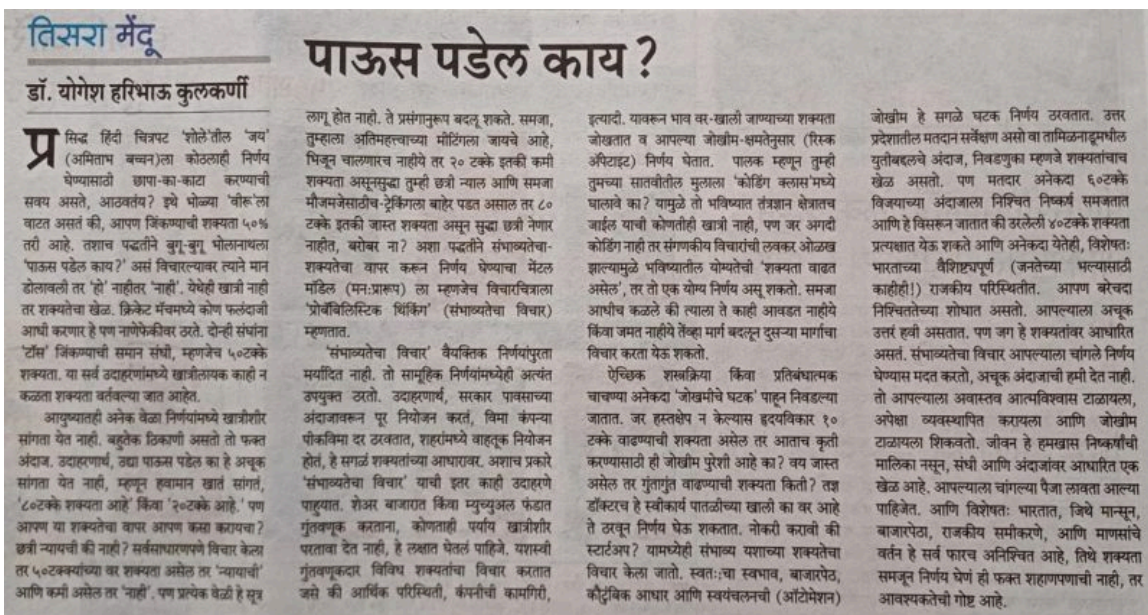 तिसरा मेंदू
डॉ. योगेश हरिभाऊ कुलकर्णी
पाऊस पडेल काय?
प्रसिद्ध हिंदी चित्रपट 'शोले'तील 'जय'
(अमिताभ बच्चन)ला कोठलाही निर्णय
घेण्यासाठी छापा-का-काटा करण्याची
सवय असते, आठवतंय? इथे भोळ्या 'वीरू'ला
वाटत असतं की, आपण जिंकण्याची शक्यता ५०%
तरी आहे. तशाच पद्धतीने बुगू-बुगू भोलानाथला
'पाऊस पडेल काय?' असं विचारल्यावर त्याने मान
डोलावली तर 'हो' नाहीतर 'नाही'. येथेही खात्री नाही
तर शक्यतेचा खेळ. क्रिकेट मॅचमध्ये कोण फलंदाजी
आधी करणार हे पण नाणेफेकीवर ठरते. दोन्ही संघांना
'टॉस' जिंकण्याची समान संधी, म्हणजेच ५०टक्के
शक्यता. या सर्व उदाहरणांमध्ये खात्रीलायक काही न
कळता शक्यता वर्तवल्या जात आहेत.
आयुष्यातही अनेक वेळा निर्णयांमध्ये खात्रीशीर
सांगता येत नाही. बहुतेक ठिकाणी असतो तो फक्त
अंदाज. उदाहरणार्थ, उद्या पाऊस पडेल का हे अचूक
सांगता येत नाही, म्हणून हवामान खातं सांगतं,
'८०टक्के शक्यता आहे' किंवा '२०टक्के आहे.' पण
आपण या शक्यतेचा वापर आपण कसा करायचा?
छत्री न्यायची की नाही? सर्वसाधारणपणे विचार केला
तर ५०टक्क्यांच्या वर शक्यता असेल तर 'न्यायाची'
आणि कमी असेल तर 'नाही'. पण प्रत्येक वेळी हे सूत्र
लागू होत नाही. ते प्रसंगानुरूप बदलू शकते. समजा,
तुम्हाला अतिमहत्त्वाच्या मीटिंगला जायचे आहे,
भिजून चालणारच नाहीये तर २० टक्के इतकी कमी
शक्यता असूनसुद्धा तुम्ही छत्री न्याल आणि समजा
मौजमजेसाठीच-ट्रेकिंगला बाहेर पडत असाल तर ८०
टक्के इतकी जास्त शक्यता असून सुद्धा छत्री नेणार
नाहीत, बरोबर ना? अशा पद्धतीने संभाव्यतेचा-
शक्यतेचा वापर करून निर्णय घेण्याचा मेंटल
मॉडेल (मन:प्रारूप) ला म्हणजेच विचारचित्राला
'प्रोबॅबिलिस्टिक थिंकिंग' (संभाव्यतेचा विचार)
म्हणतात.
'संभाव्यतेचा विचार' वैयक्तिक निर्णयांपुरता
मर्यादित नाही. तो सामूहिक निर्णयांमध्येही अत्यंत
उपयुक्त ठरतो. उदाहरणार्थ, सरकार पावसाच्या
अंदाजावरून पूर नियोजन करतं, विमा कंपन्या
पीकविमा दर ठरवतात, शहरांमध्ये वाहतूक नियोजन
होतं, हे सगळं शक्यतांच्या आधारावर. अशाच प्रकारे
'संभाव्यतेचा विचार' याची इतर काही उदाहरणे
पाहूयात. शेअर बाजारात किंवा म्युच्युअल फंडात
गुंतवणूक करताना, कोणताही पर्याय खात्रीशीर
परतावा देत नाही, हे लक्षात घेतलं पाहिजे. यशस्वी
गुंतवणूकदार विविध शक्यतांचा विचार करतात
जसे की आर्थिक परिस्थिती, कंपनीची कामगिरी,
इत्यादी. यावरून भाव वर-खाली जाण्याच्या शक्यता
जोखतात व आपल्या जोखीम-क्षमतेनुसार (रिस्क
अॅपिटाइट) निर्णय घेतात. पालक म्हणून तुम्ही
तुमच्या सातवीतील मुलाला 'कोडिंग क्लास'मध्ये
घालावे का? यामुळे तो भविष्यात तंत्रज्ञान क्षेत्रातच
जाईल याची कोणतीही खात्री नाही, पण जर अगदी
कोडिंग नाही तर संगणकीय विचारांची लवकर ओळख
झाल्यामुळे भविष्यातील योग्यतेची 'शक्यता वाढत
असेल', तर तो एक योग्य निर्णय असू शकतो. समजा
आधीच कळले की त्याला ते काही आवडत नाहीये
किंवा जमत नाहीये तेंव्हा मार्ग बदलून दुसऱ्या मार्गाचा
विचार करता येऊ शकतो.
ऐच्छिक शस्त्रक्रिया किंवा प्रतिबंधात्मक
चाचण्या अनेकदा 'जोखमीचे घटक' पाहून निवडल्या
जातात. जर हस्तक्षेप न केल्यास हृदयविकार १०
टक्के वाढण्याची शक्यता असेल तर आताच कृती
करण्यासाठी ही जोखीम पुरेशी आहे का? वय जास्त
असेल तर गुंतागुंत वाढण्याची शक्यता किती? तज्ञ
डॉक्टरच हे स्वीकार्य पातळीच्या खाली का वर आहे
ते ठरवून निर्णय घेऊ शकतात. नोकरी करावी की
स्टार्टअप? यामध्येही संभाव्य यशाच्या शक्यतेचा
विचार केला जातो. स्वतःचा स्वभाव, बाजारपेठ,
कौटुंबिक आधार आणि स्वयंचलनची (ऑटोमेशन)
जोखीम हे सगळे घटक निर्णय ठरवतात. उत्तर
प्रदेशातील मतदान सर्वेक्षण असो वा तामिळनाडूमधील
युतीबद्दलचे अंदाज, निवडणुका म्हणजे शक्यतांचाच
खेळ असतो. पण मतदार अनेकदा ६०टक्के
विजयाच्या अंदाजाला निश्चित निष्कर्ष समजतात
आणि हे विसरून जातात की उरलेली ४०टक्के शक्यता
प्रत्यक्षात येऊ शकते आणि अनेकदा येतेही, विशेषतः
भारताच्या वैशिष्ट्यपूर्ण (जनतेच्या भल्यासाठी
काहीही!) राजकीय परिस्थितीत. आपण बरेचदा
निश्चिततेच्या शोधात असतो. आपल्याला अचूक
उत्तरं हवी असतात. पण जग हे शक्यतांवर आधारित
असतं. संभाव्यतेचा विचार आपल्याला चांगले निर्णय
घेण्यास मदत करतो, अचूक अंदाजाची हमी देत नाही.
तो आपल्याला अवास्तव आत्मविश्वास टाळायला,
अपेक्षा व्यवस्थापित करायला आणि जोखीम
टाळायला शिकवतो. जीवन हे हमखास निष्कर्षांची
मालिका नसून, संधी आणि अंदाजांवर आधारित एक
खेळ आहे. आपल्याला चांगल्या पैजा लावता आल्या
पाहिजेत. आणि विशेषतः भारतात, जिथे मान्सून,
बाजारपेठा, राजकीय समीकरणे, आणि माणसांचे
वर्तन हे सर्व फारच अनिश्चित आहे, तिथे शक्यता
समजून निर्णय घेणं ही फक्त शहाणपणाची नाही, तर
आवश्यकतेची गोष्ट आहे.